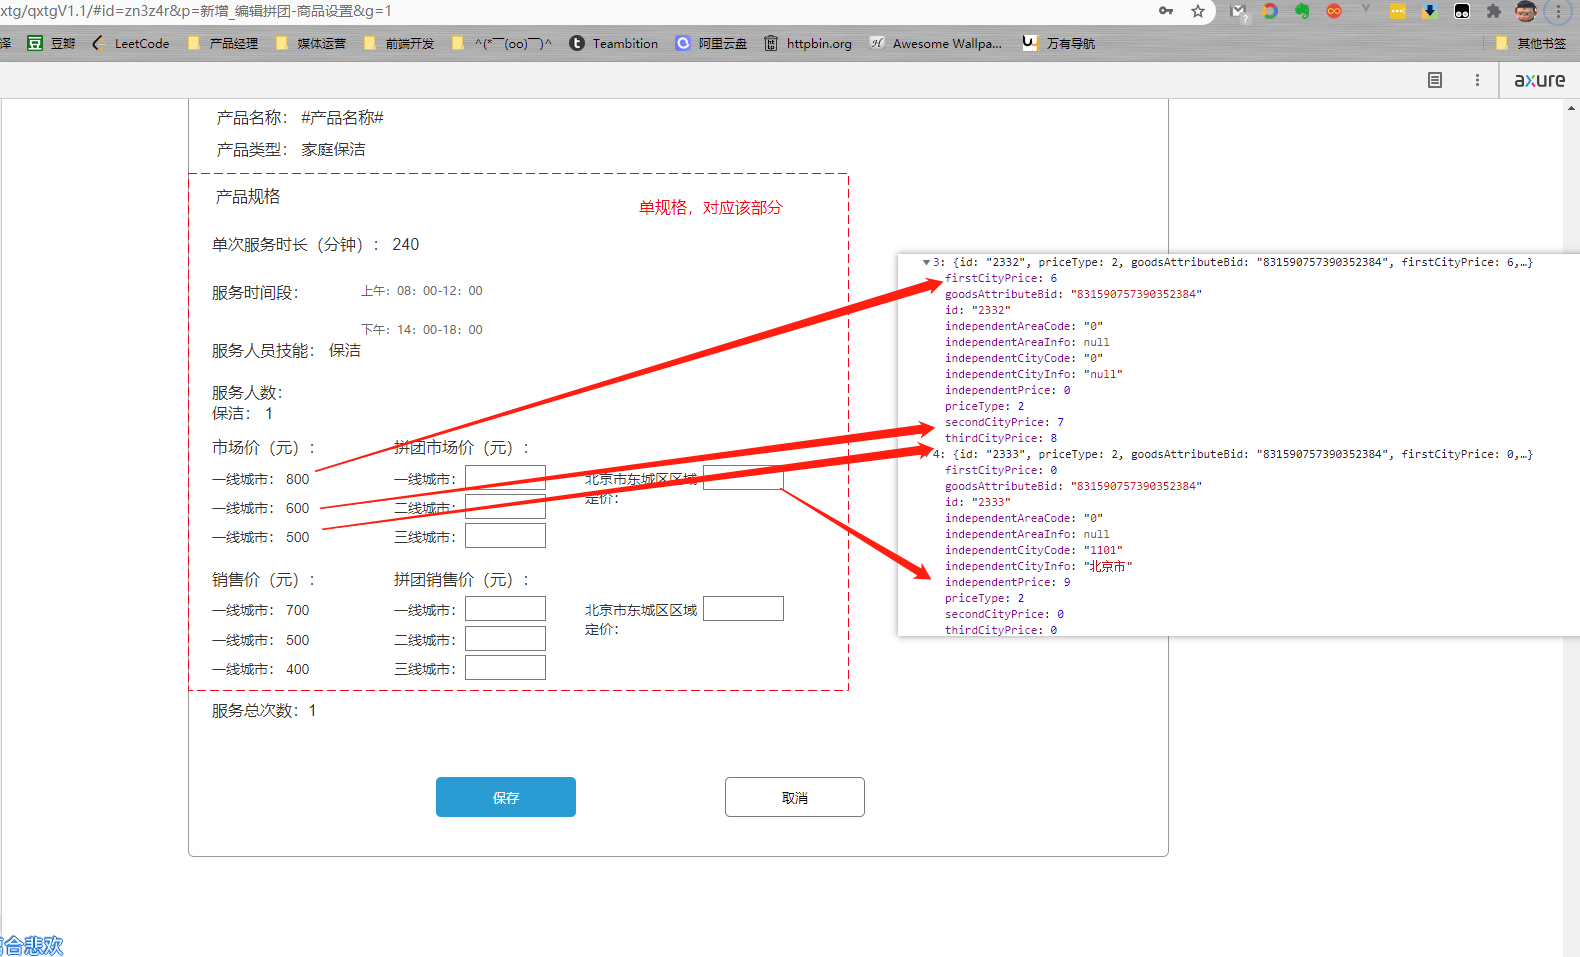 xtg/qxtgV1.1/#id=zn3z4r&p=新增_编辑拼团-商品设置&g=1
译 豆 豆瓣 LeetCode 产品经理 媒体运营 前端开发 ^(*￣(oo)￣)^ Teambition 阿里云盘 httpbin.org Awesome Wallpa... 万有导航 其他书签
axure
产品名称： #产品名称#
产品类型： 家庭保洁
产品规格
单规格，对应该部分
单次服务时长（分钟）： 240
服务时间段： 上午：08：00-12：00
下午：14：00-18：00
服务人员技能： 保洁
服务人数：
保洁： 1
市场价（元）： 拼团市场价（元）：
一线城市： 800 一线城市： 北京市东城区区域
定价：
一线城市： 600 二线城市：
一线城市： 500 三线城市：
销售价（元）： 拼团销售价（元）：
一线城市： 700 一线城市： 北京市东城区区域
定价：
一线城市： 500 二线城市：
一线城市： 400 三线城市：
服务总次数：1
保存 取消
3: {id: "2332", priceType: 2, goodsAttributeBid: "831590757390352384", firstCityPrice: 6,…}
firstCityPrice: 6
goodsAttributeBid: "831590757390352384"
id: "2332"
independentAreaCode: "0"
independentAreaInfo: null
independentCityCode: "0"
independentCityInfo: "null"
independentPrice: 0
priceType: 2
secondCityPrice: 7
thirdCityPrice: 8
4: {id: "2333", priceType: 2, goodsAttributeBid: "831590757390352384", firstCityPrice: 0,…}
firstCityPrice: 0
goodsAttributeBid: "831590757390352384"
id: "2333"
independentAreaCode: "0"
independentAreaInfo: null
independentCityCode: "1101"
independentCityInfo: "北京市"
independentPrice: 9
priceType: 2
secondCityPrice: 0
thirdCityPrice: 0
合悲欢